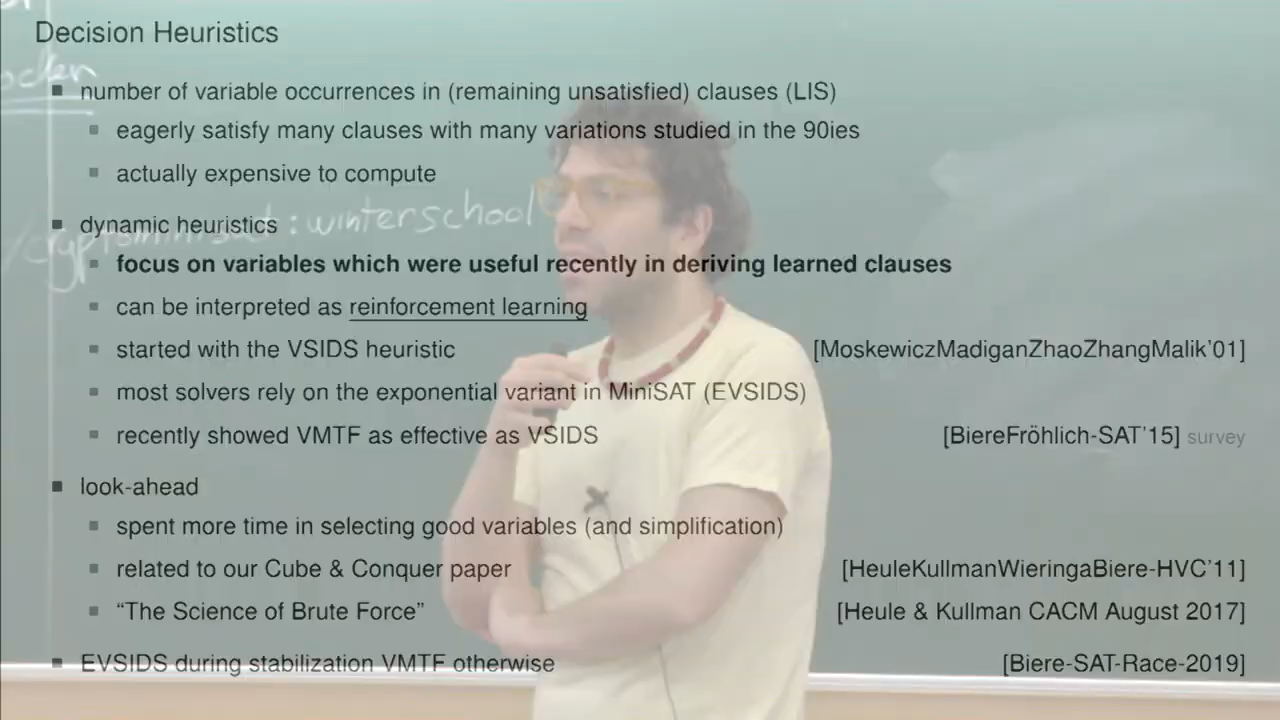 Decision Heuristics
number of variable occurrences in (remaining unsatisfied) clauses (LIS)
eagerly satisfy many clauses with many variations studied in the 90ies
actually expensive to compute
: winterschool
dynamic heuristics
focus on variables which were useful recently in deriving learned clauses
can be interpreted as reinforcement learning
started with the VSIDS heuristic [MoskewiczMadiganZhaoZhangMalik'01]
most solvers rely on the exponential variant in MiniSAT (EVSIDS)
recently showed VMTF as effective as VSIDS [BiereFröhlich-SAT'15] survey
look-ahead
spent more time in selecting good variables (and simplification)
related to our Cube & Conquer paper [HeuleKullmanWieringaBiere-HVC'11]
“The Science of Brute Force” [Heule & Kullman CACM August 2017]
EVSIDS during stabilization VMTF otherwise [Biere-SAT-Race-2019]